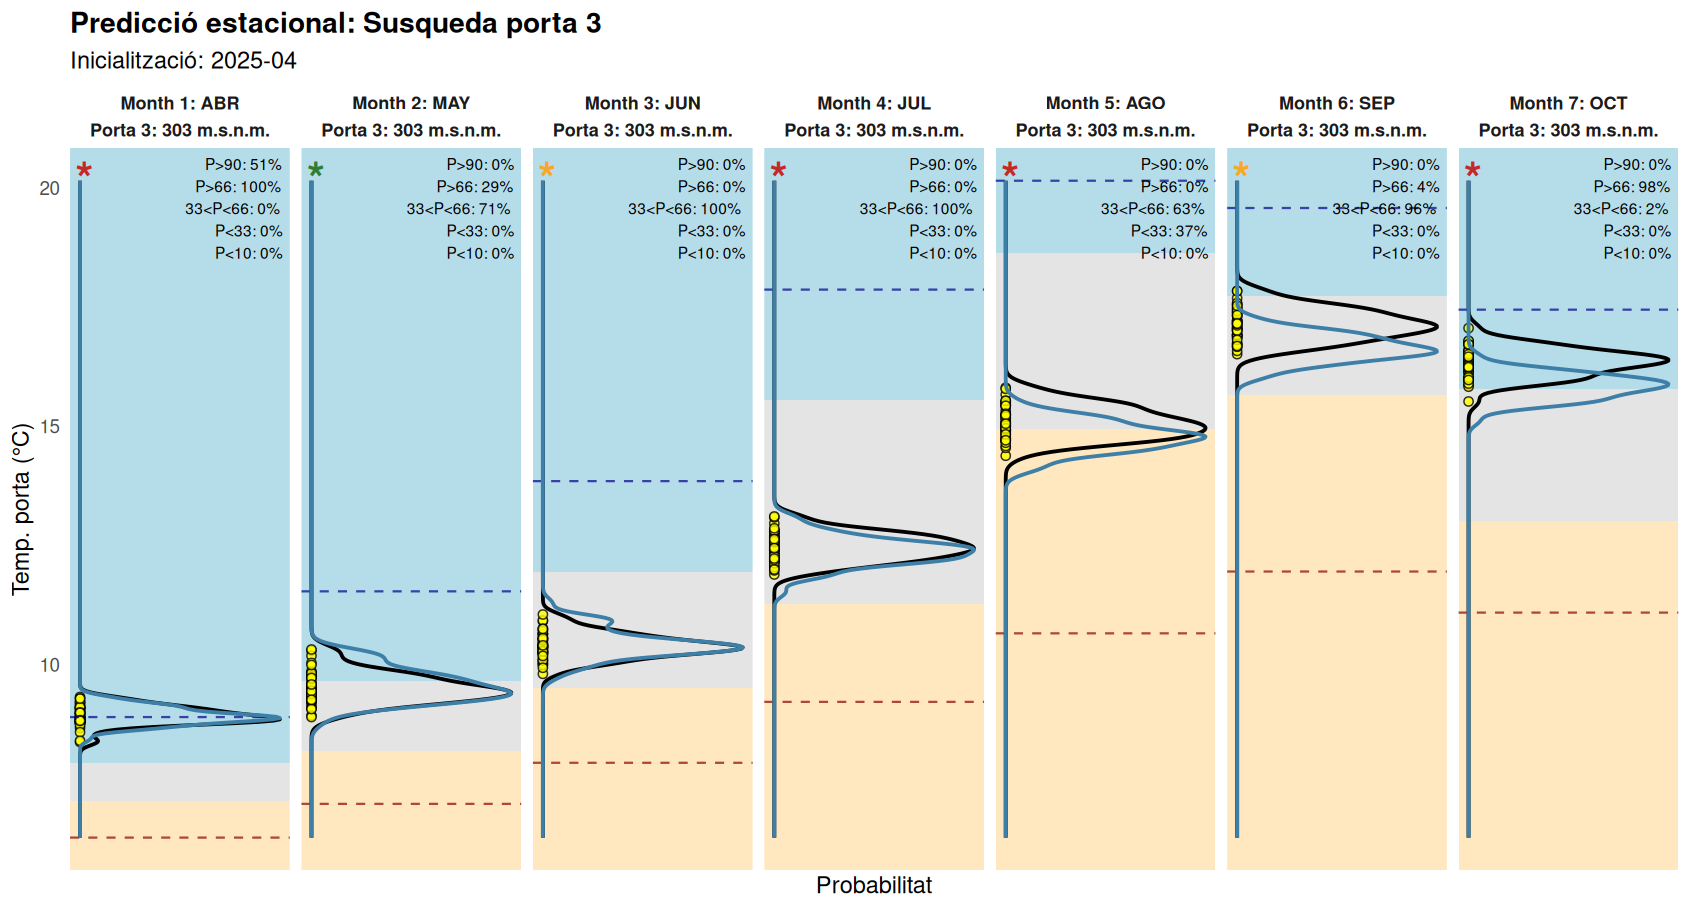 Predicció estacional: Susqueda porta 3
Inicialització: 2025-04
Month 1: ABR
Porta 3: 303 m.s.n.m.
Month 2: MAY
Porta 3: 303 m.s.n.m.
Month 3: JUN
Porta 3: 303 m.s.n.m.
Month 4: JUL
Porta 3: 303 m.s.n.m.
Month 5: AGO
Porta 3: 303 m.s.n.m.
Month 6: SEP
Porta 3: 303 m.s.n.m.
Month 7: OCT
Porta 3: 303 m.s.n.m.
*
P>90: 51%
P>66: 100%
33<P<66: 0%
P<33: 0%
P<10: 0%
*
P>90: 0%
P>66: 29%
33<P<66: 71%
P<33: 0%
P<10: 0%
*
P>90: 0%
P>66: 0%
33<P<66: 100%
P<33: 0%
P<10: 0%
*
P>90: 0%
P>66: 0%
33<P<66: 100%
P<33: 0%
P<10: 0%
*
P>90: 0%
P>66: 0%
33<P<66: 63%
P<33: 37%
P<10: 0%
*
P>90: 0%
P>66: 4%
33<P<66: 96%
P<33: 0%
P<10: 0%
*
P>90: 0%
P>66: 98%
33<P<66: 2%
P<33: 0%
P<10: 0%
20
15
10
Temp. porta (°C)
Probabilitat